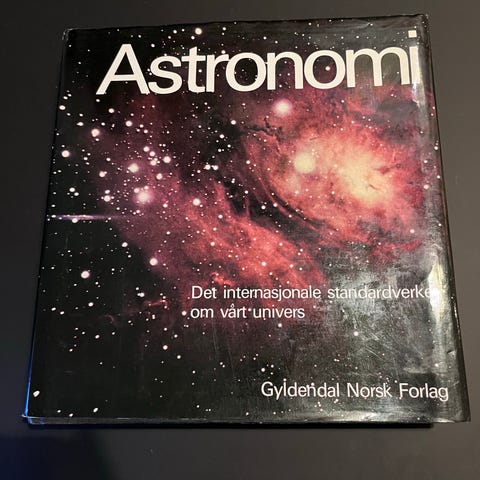 Astronomi
Det internasjonale standardverket
om vårt univers
Gyldendal Norsk Forlag